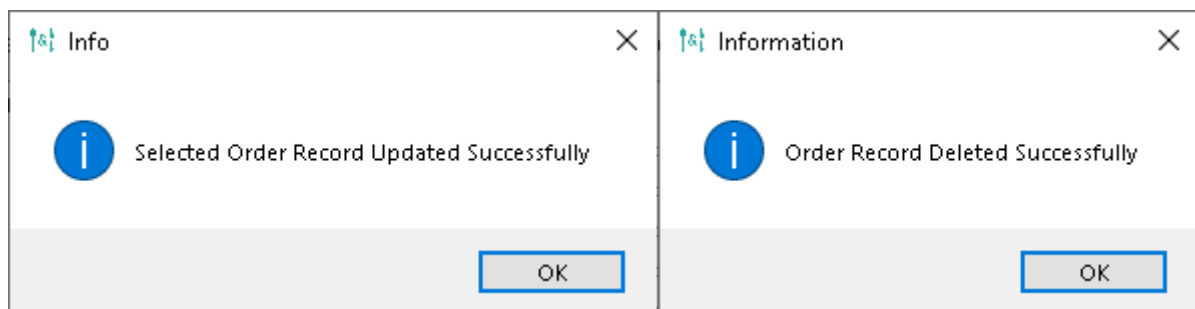 Info
Selected Order Record Updated Successfully
OK
Information
Order Record Deleted Successfully
OK